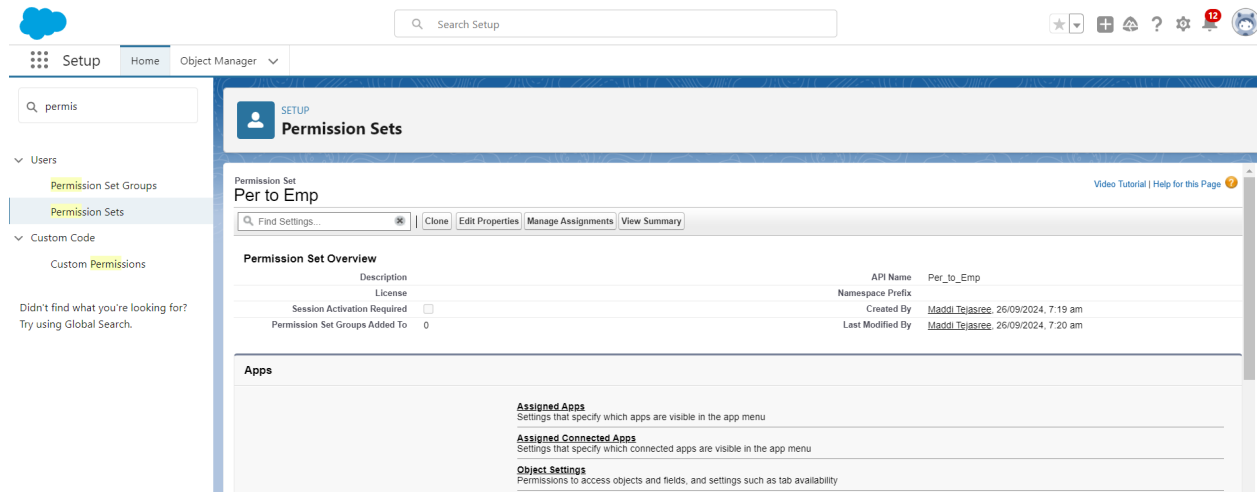 Search Setup
12
Setup
Home
Object Manager
permis
Users
Permission Set Groups
Permission Sets
Custom Code
Custom Permissions
Didn't find what you're looking for?
Try using Global Search.
SETUP
Permission Sets
Permission Set
Per to Emp
Video Tutorial | Help for this Page
Find Settings...
Clone
Edit Properties
Manage Assignments
View Summary
Permission Set Overview
Description
API Name Per_to_Emp
License
Namespace Prefix
Session Activation Required
Created By Maddi Tejasree, 26/09/2024, 7:19 am
Permission Set Groups Added To 0
Last Modified By Maddi Tejasree, 26/09/2024, 7:20 am
Apps
Assigned Apps
Settings that specify which apps are visible in the app menu
Assigned Connected Apps
Settings that specify which connected apps are visible in the app menu
Object Settings
Permissions to access objects and fields, and settings such as tab availability